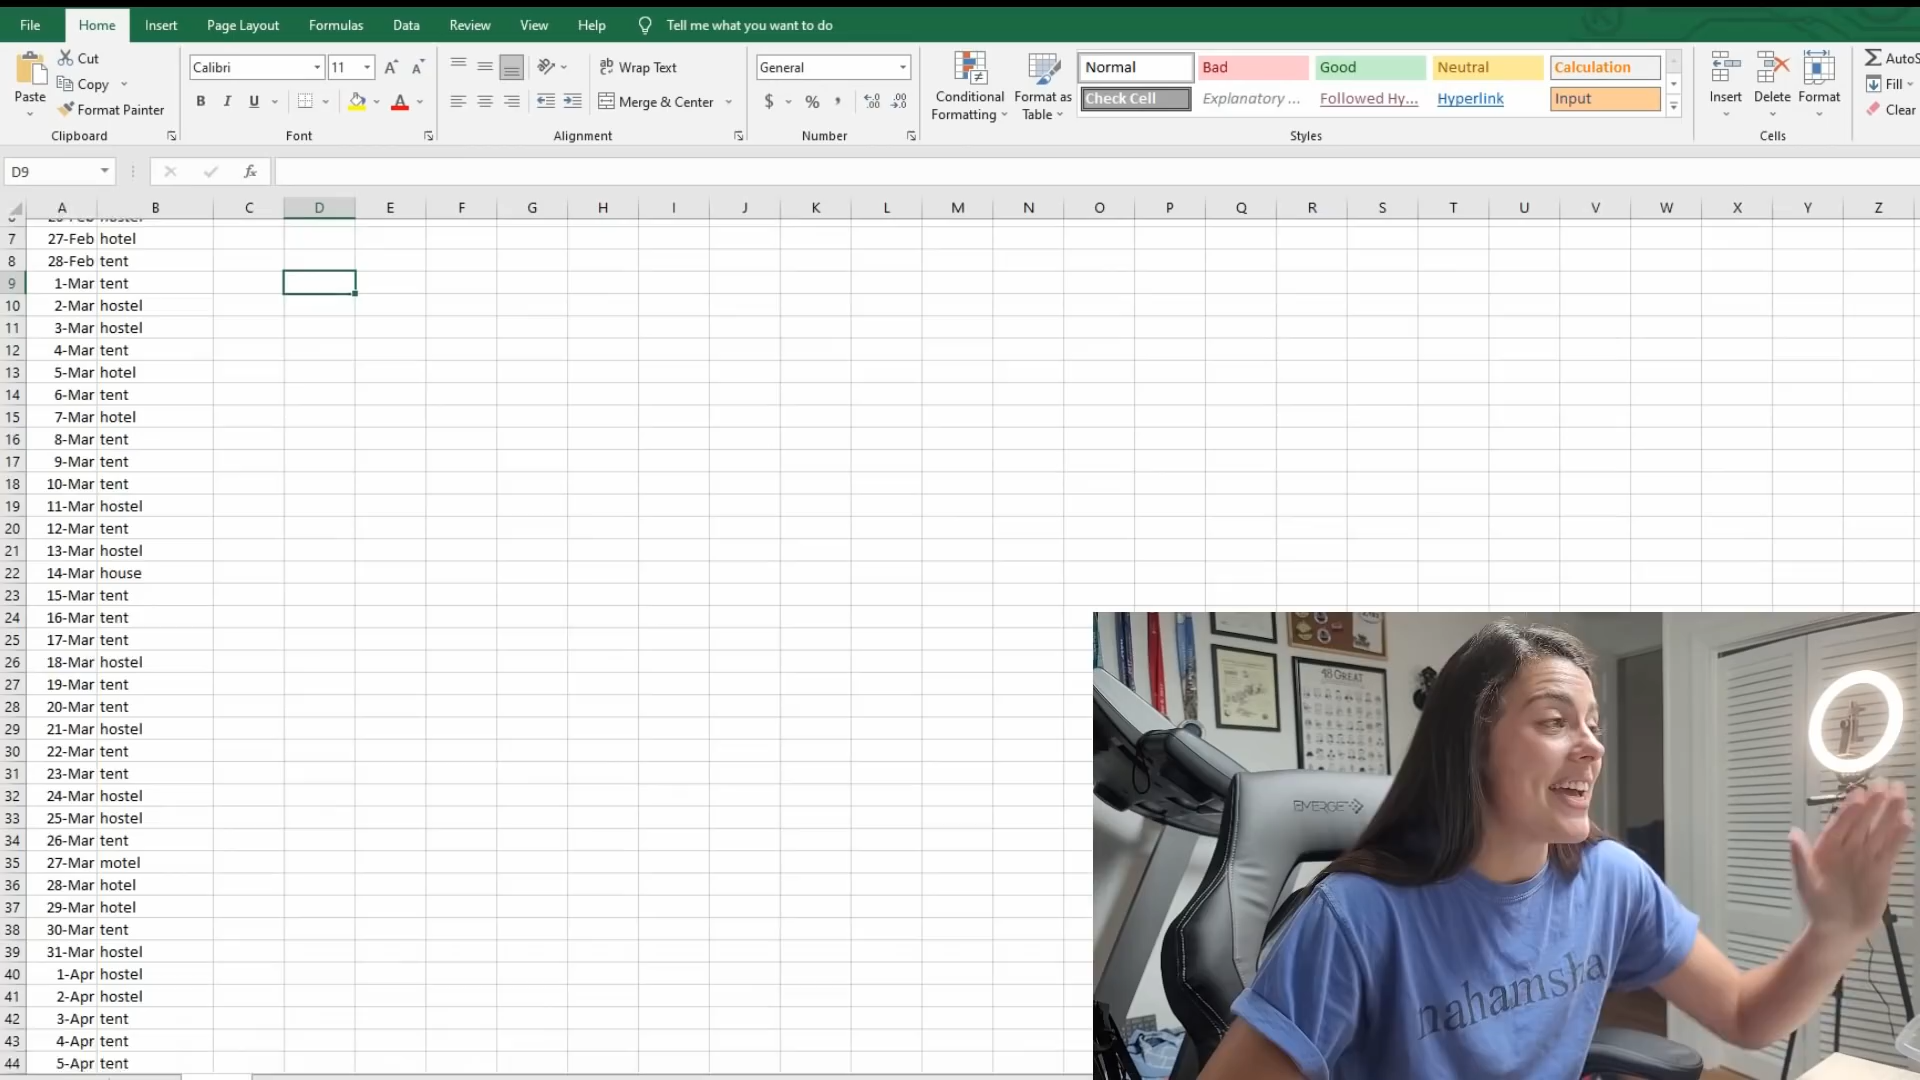 File Home Insert Page Layout Formulas Data Review View Help Tell me what you want to do
Cut
Copy
Format Painter
Paste
Clipboard
Calibri 11
B I U
Font
Wrap Text
Merge & Center
Alignment
General
$ % ,
Number
Conditional Formatting
Format as Table
Normal Bad Good Neutral Calculation
Check Cell Explanatory ... Followed Hy... Hyperlink Input
Styles
Insert Delete Format
Cells
AutoS
Fill
Clear
D9 fx
A B C D E F G H I J K L M N O P Q R S T U V W X Y Z
7 27-Feb hotel
8 28-Feb tent
9 1-Mar tent
10 2-Mar hostel
11 3-Mar hostel
12 4-Mar tent
13 5-Mar hotel
14 6-Mar tent
15 7-Mar hotel
16 8-Mar tent
17 9-Mar tent
18 10-Mar tent
19 11-Mar hostel
20 12-Mar tent
21 13-Mar hostel
22 14-Mar house
23 15-Mar tent
24 16-Mar tent
25 17-Mar tent
26 18-Mar hostel
27 19-Mar tent
28 20-Mar tent
29 21-Mar hostel
30 22-Mar tent
31 23-Mar tent
32 24-Mar hostel
33 25-Mar hostel
34 26-Mar tent
35 27-Mar motel
36 28-Mar hotel
37 29-Mar hotel
38 30-Mar tent
39 31-Mar hostel
40 1-Apr hostel
41 2-Apr hostel
42 3-Apr tent
43 4-Apr tent
44 5-Apr tent
48 GREAT
EMERGE
nahamsha